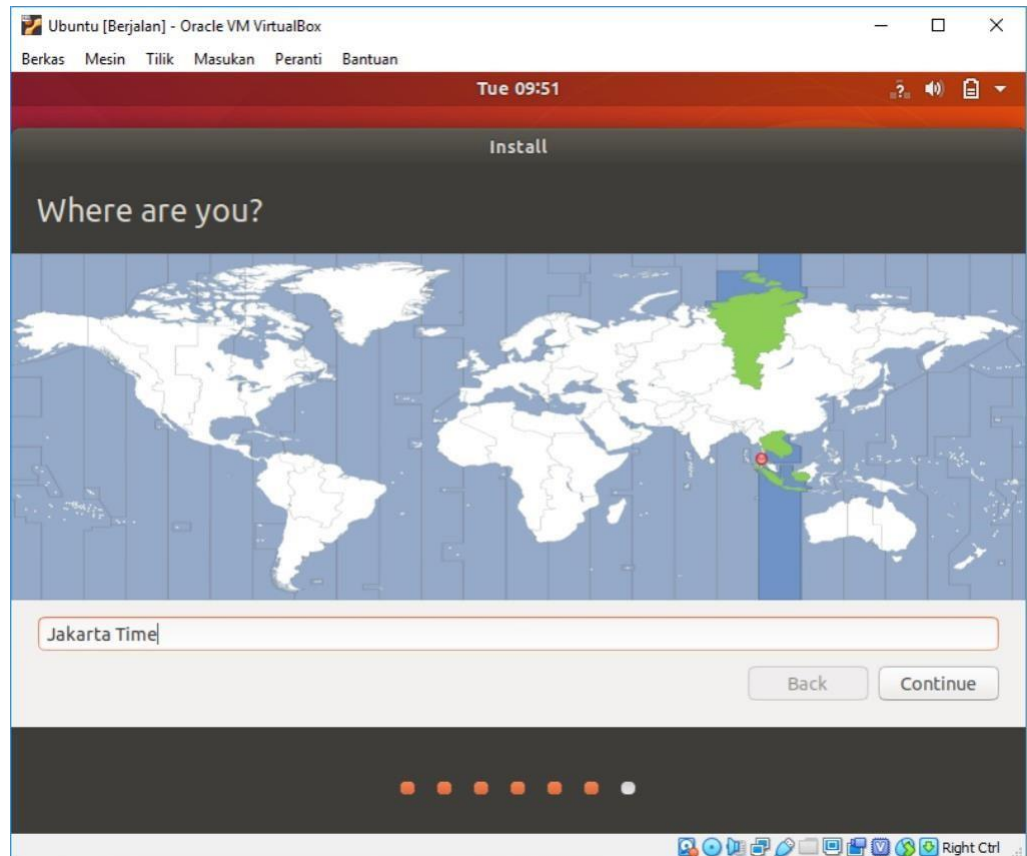 Ubuntu [Berjalan] - Oracle VM VirtualBox
Berkas Mesin Tilik Masukan Peranti Bantuan
Tue 09:51
?
Install
Where are you?
Jakarta Time
Back Continue
V Right Ctrl